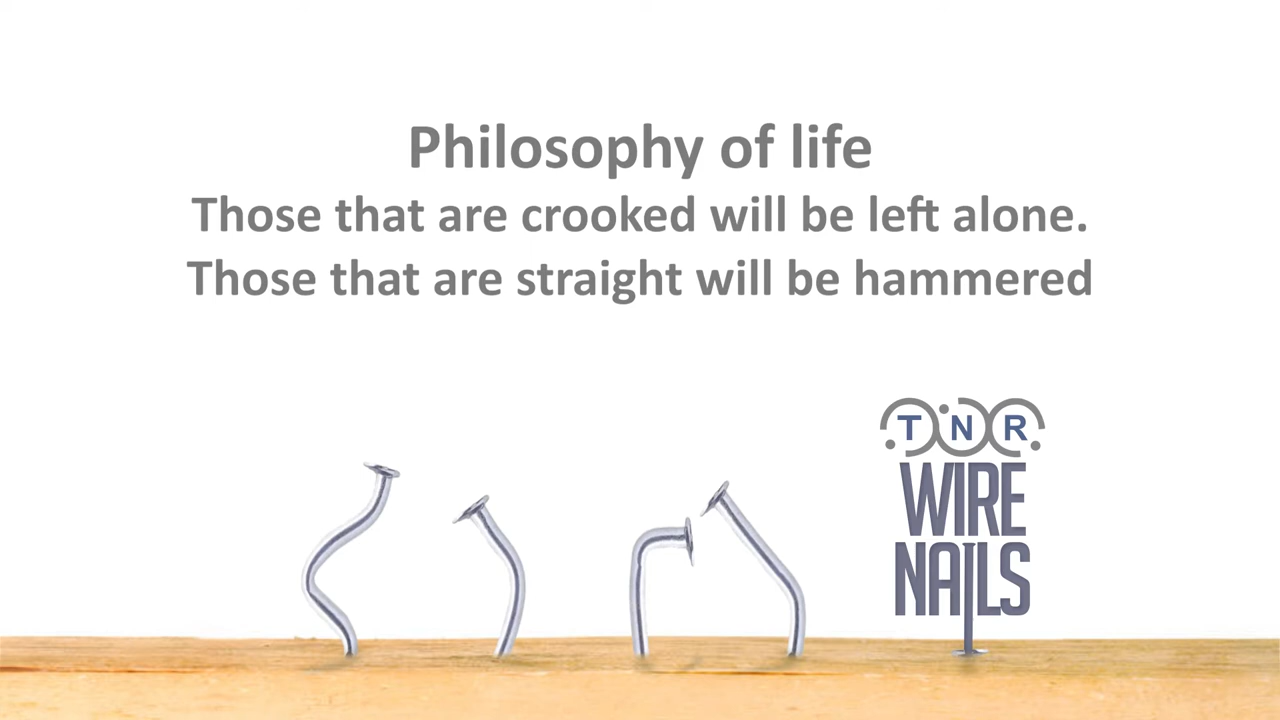 Philosophy of life
Those that are crooked will be left alone.
Those that are straight will be hammered
TNR
WIRE
NAILS